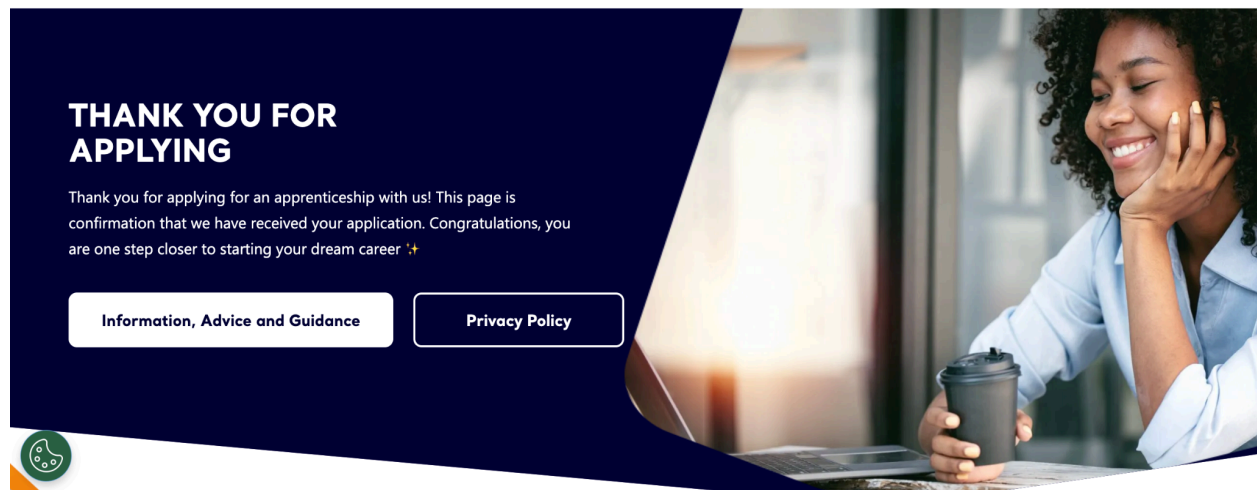 THANK YOU FOR
APPLYING
Thank you for applying for an apprenticeship with us! This page is
confirmation that we have received your application. Congratulations, you
are one step closer to starting your dream career ✨
Information, Advice and Guidance
Privacy Policy